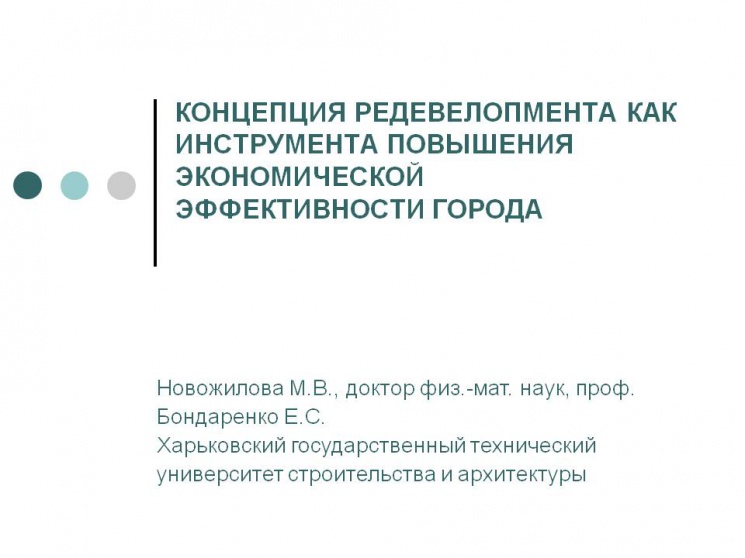 КОНЦЕПЦИЯ РЕДЕВЕЛОПМЕНТА КАК
ИНСТРУМЕНТА ПОВЫШЕНИЯ
ЭКОНОМИЧЕСКОЙ
ЭФФЕКТИВНОСТИ ГОРОДА
Новожилова М.В., доктор физ.-мат. наук, проф.
Бондаренко Е.С.
Харьковский государственный технический
университет строительства и архитектуры